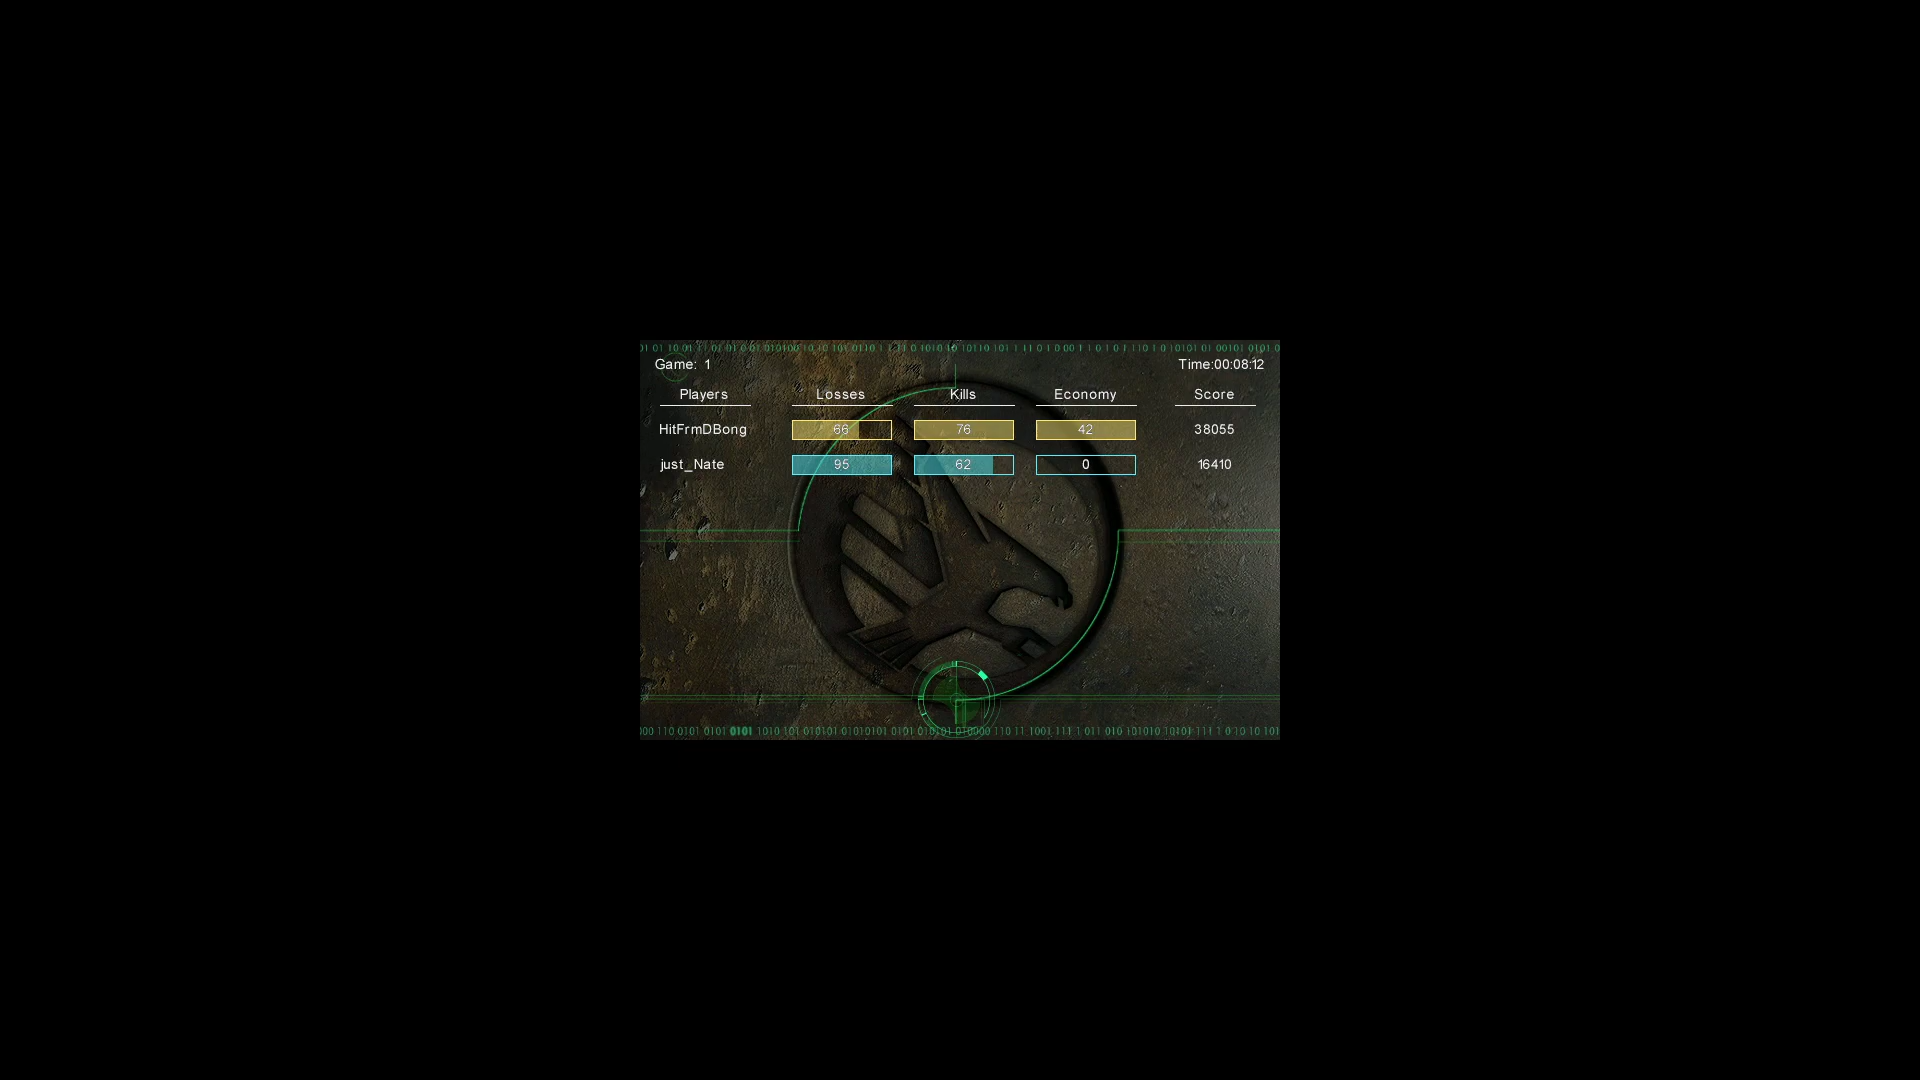 Game: 1 Time:00:08:12
Players Losses Kills Economy Score
HitFrmDBong 66 76 42 38055
just_Nate 95 62 0 16410